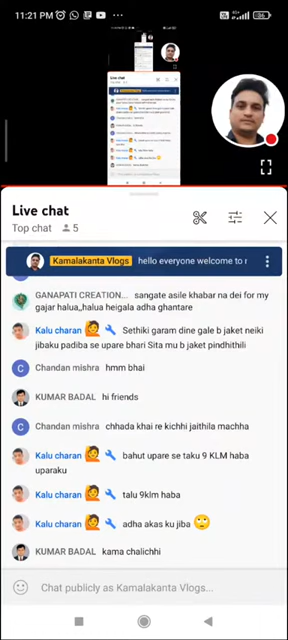 11:21 PM
Live chat
Top chat 5
Kamalakanta Vlogs hello everyone welcome to r
GANAPATI CREATION... sangate asile khabar na dei for my
gajar halua,,halua heigala adha ghantare
Kalu charan 🙋 Sethiki garam dine gale b jaket neiki
jibaku padiba se upare bhari Sita mu b jaket pindhithili
Chandan mishra hmm bhai
KUMAR BADAL hi friends
Chandan mishra chhada khai re kichhi jaithila machha
Kalu charan 🙋 bahut upare se taku 9 KLM haba
uparaku
Kalu charan 🙋 talu 9klm haba
Kalu charan 🙋 adha akas ku jiba 🙄
KUMAR BADAL kama chalichhi
Chat publicly as Kamalakanta Vlogs...